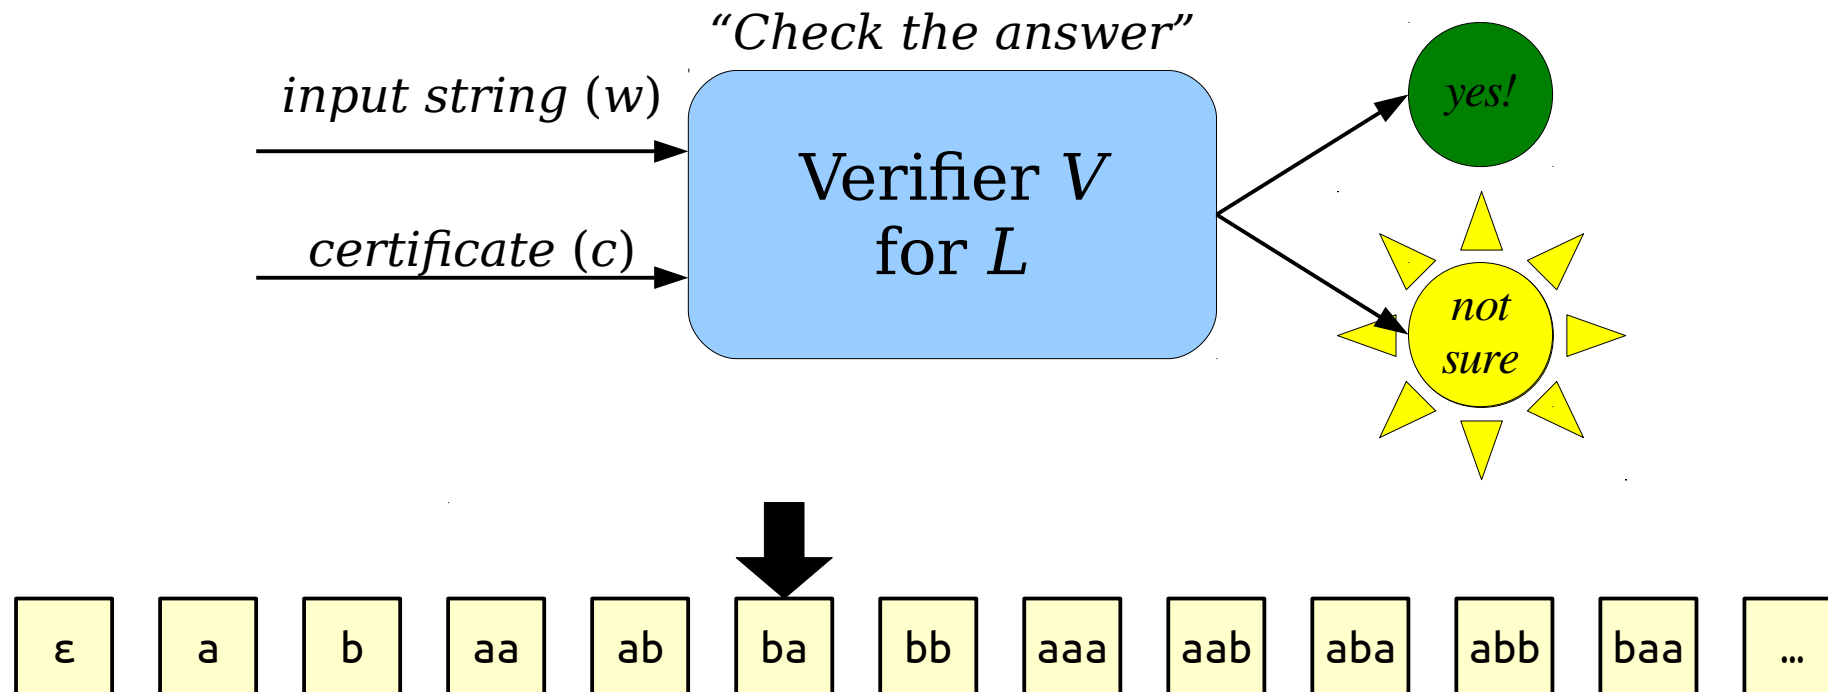 “Check the answer”
input string (w)
certificate (c)
Verifier V
for L
yes!
not
sure
ε a b aa ab ba bb aaa aab aba abb baa …